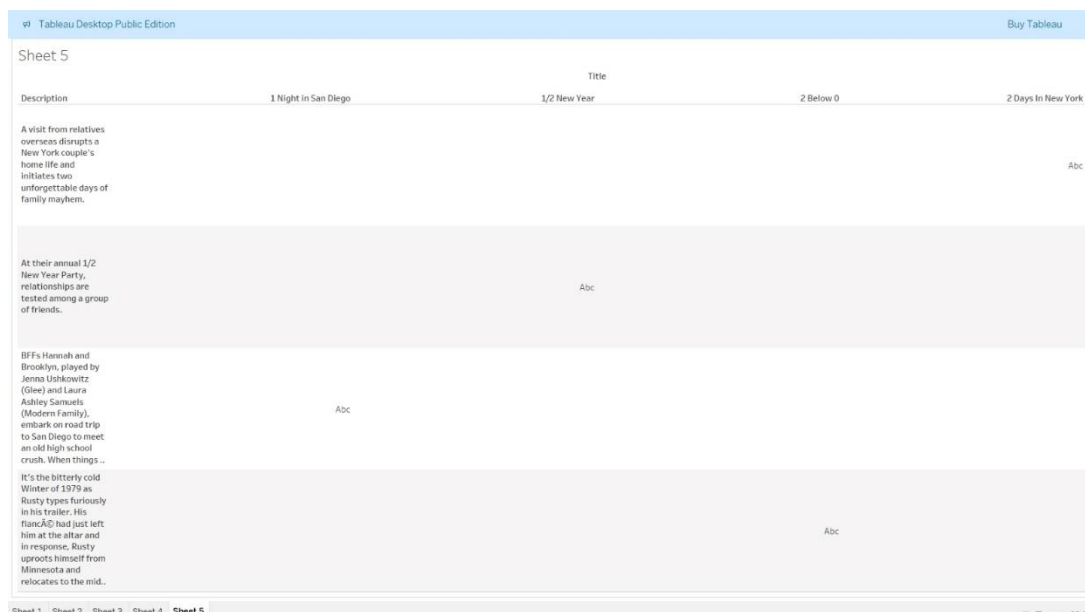 Tableau Desktop Public Edition
Buy Tableau
Sheet 5
Title
Description
1 Night in San Diego
1/2 New Year
2 Below 0
2 Days In New York
A visit from relatives
overseas disrupts a
New York couple's
home life and
initiates two
unforgettable days of
family mayhem.
Abc
At their annual 1/2
New Year Party,
relationships are
tested among a group
of friends.
Abc
BFFs Hannah and
Brooklyn, played by
Jenna Ushkowitz
(Glee) and Laura
Ashley Samuels
(Modern Family),
embark on road trip
to San Diego to meet
an old high school
crush. When things ..
Abc
It's the bitterly cold
Winter of 1979 as
Rusty types furiously
in his trailer. His
fiancÃ© had just left
him at the altar and
in response, Rusty
uproots himself from
Minnesota and
relocates to the mid..
Abc
Sheet 1
Sheet 2
Sheet 3
Sheet 4
Sheet 5